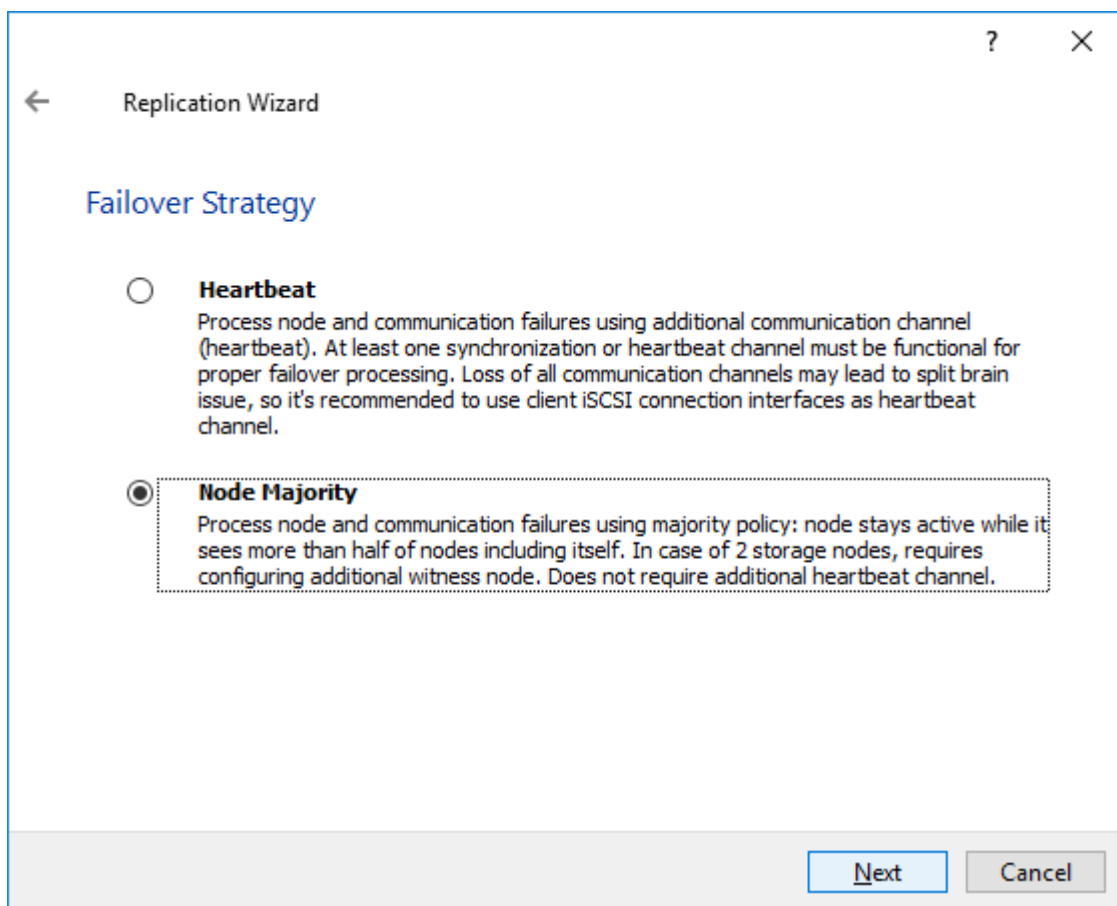 ?
Replication Wizard
Failover Strategy
Heartbeat
Process node and communication failures using additional communication channel
(heartbeat). At least one synchronization or heartbeat channel must be functional for
proper failover processing. Loss of all communication channels may lead to split brain
issue, so it's recommended to use client iSCSI connection interfaces as heartbeat
channel.
Node Majority
Process node and communication failures using majority policy: node stays active while it
sees more than half of nodes including itself. In case of 2 storage nodes, requires
configuring additional witness node. Does not require additional heartbeat channel.
Next Cancel